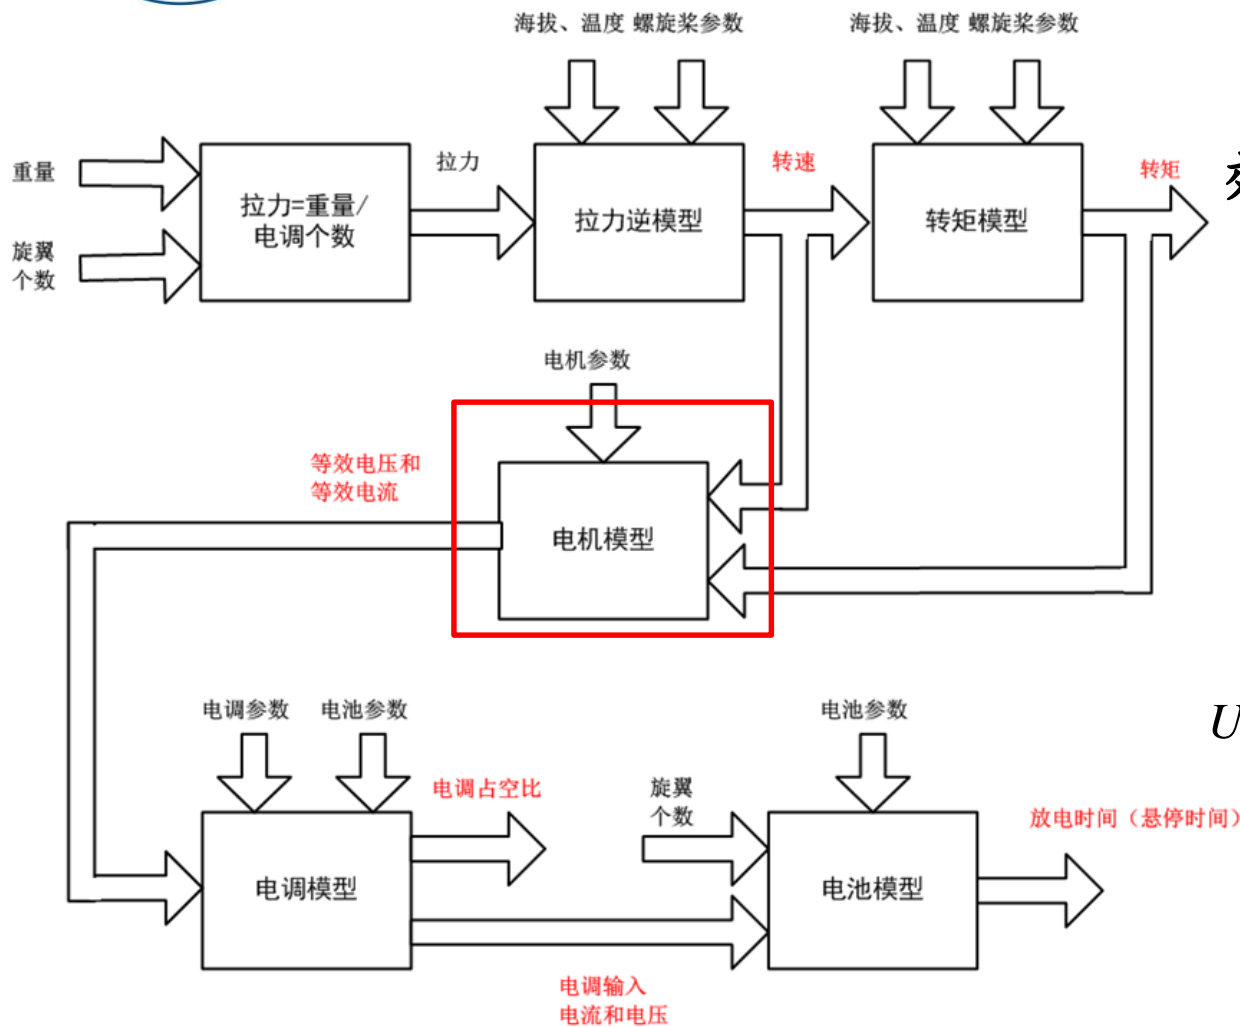 海拔、温度 螺旋桨参数
海拔、温度 螺旋桨参数
重量
旋翼
个数
拉力=重量/
电调个数
拉力
拉力逆模型
转速
转矩模型
转矩
电机参数
等效电压和
等效电流
电机模型
电调参数
电池参数
电池参数
U
电调占空比
旋翼
个数
放电时间（悬停时间）
电调模型
电池模型
电调输入
电流和电压